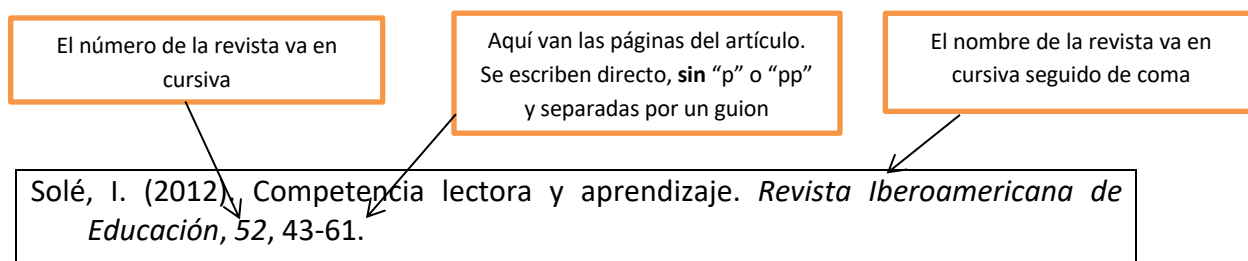 El número de la revista va en
cursiva
Aquí van las páginas del artículo.
Se escriben directo, sin “p” o “pp”
y separadas por un guion
El nombre de la revista va en
cursiva seguido de coma
Solé, I. (2012). Competencia lectora y aprendizaje. Revista Iberoamericana de
Educación, 52, 43-61.